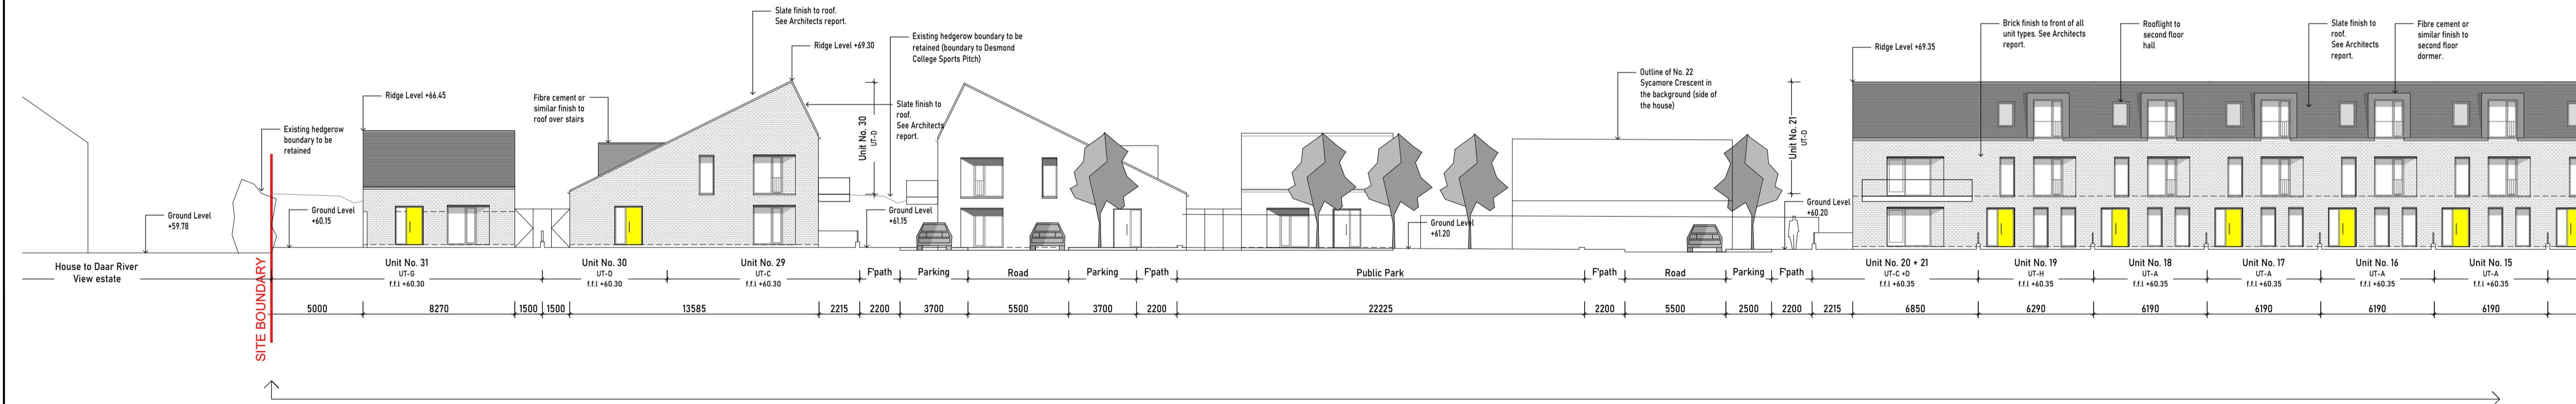 Slate finish to roof.
See Architects report.
Ridge Level +69.30
Existing hedgerow boundary to be
retained (boundary to Desmond
College Sports Pitch)
Ridge Level +66.45
Fibre cement or
similar finish to
roof over stairs
Slate finish to
roof.
See Architects
report.
Unit No. 30
UT-D
Existing hedgerow
boundary to be
retained
Outline of No. 22
Sycamore Crescent in
the background (side of
the house)
Unit No. 21
UT-D
Ridge Level +69.35
Brick finish to front of all
unit types. See Architects
report.
Rooflight to
second floor
hall
Slate finish to
roof.
See Architects
report.
Fibre cement or
similar finish to
second floor
dormer.
Ground Level
+59.78
Ground Level
+60.15
Ground Level
+61.15
Ground Level
+61.20
Ground Level
+60.20
House to Daar River
View estate
SITE BOUNDARY
Unit No. 31
UT-G
f.f.l +60.30
Unit No. 30
UT-D
f.f.l +60.30
Unit No. 29
UT-C
f.f.l +60.30
F'path
Parking
Road
Parking
F'path
Public Park
F'path
Road
Parking
F'path
Unit No. 20 + 21
UT-C +D
f.f.l +60.35
Unit No. 19
UT-H
f.f.l +60.35
Unit No. 18
UT-A
f.f.l +60.35
Unit No. 17
UT-A
f.f.l +60.35
Unit No. 16
UT-A
f.f.l +60.35
Unit No. 15
UT-A
f.f.l +60.35
5000
8270
1500
1500
13585
2215
2200
3700
5500
3700
2200
22225
2200
5500
2500
2200
2215
6850
6290
6190
6190
6190
6190